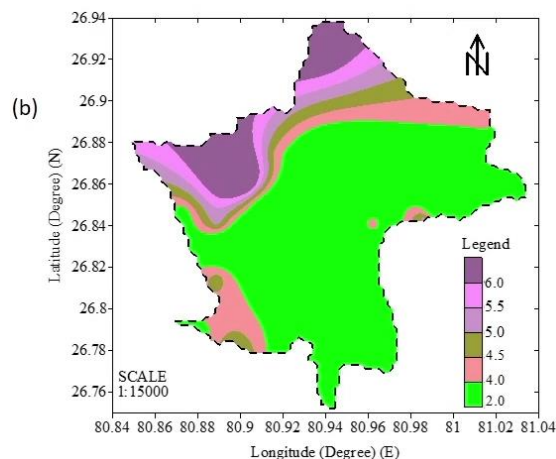 (b)
26.94
26.92
26.9
26.88
26.86
26.84
26.82
26.8
26.78
26.76
Latitude (Degree) (N)
N
Legend
6.0
5.5
5.0
4.5
4.0
2.0
SCALE
1:15000
80.84 80.86 80.88 80.9 80.92 80.94 80.96 80.98 81 81.02 81.04
Longitude (Degree) (E)